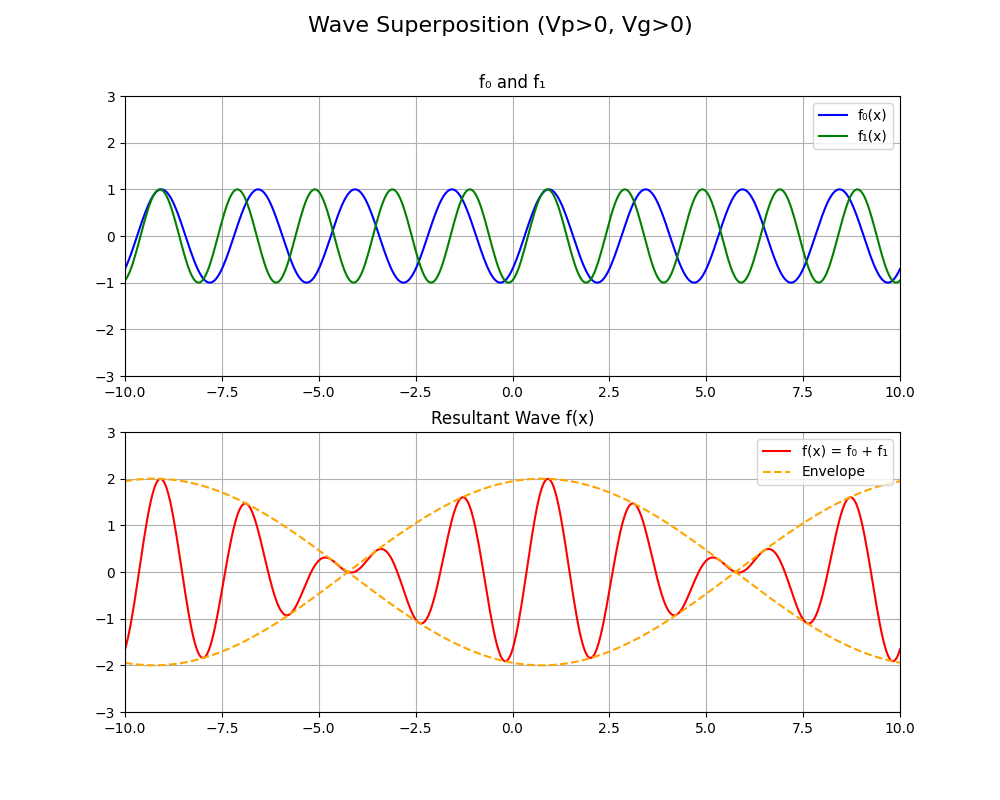 Wave Superposition (Vp>0, Vg>0)
f₀ and f₁
3
2
1
0
−1
−2
−3
−10.0 −7.5 −5.0 −2.5 0.0 2.5 5.0 7.5 10.0
f₀(x)
f₁(x)
Resultant Wave f(x)
3
2
1
0
−1
−2
−3
−10.0 −7.5 −5.0 −2.5 0.0 2.5 5.0 7.5 10.0
f(x) = f₀ + f₁
Envelope